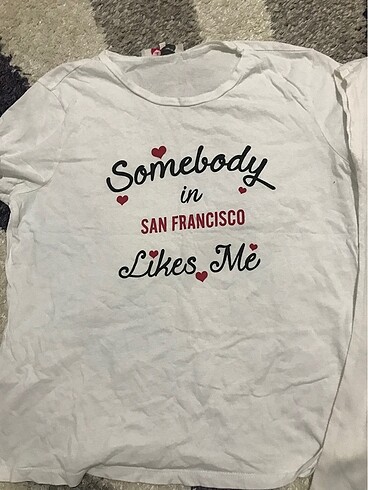 Somebody
in
SAN FRANCISCO
Likes Me